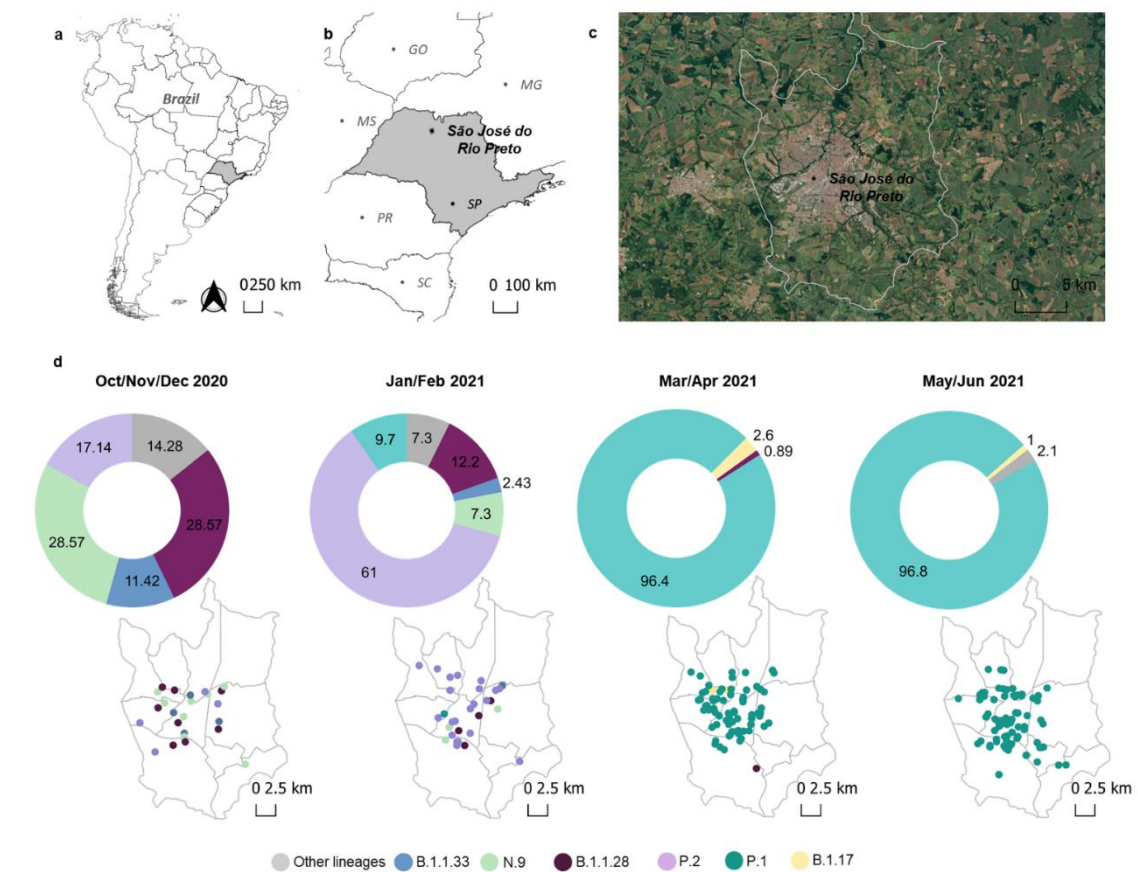 a
b
c
Brazil
0250 km
GO
MG
MS
São José do
Rio Preto
SP
PR
SC
0 100 km
São José do
Rio Preto
0 5 km
d
Oct/Nov/Dec 2020
Jan/Feb 2021
Mar/Apr 2021
May/Jun 2021
17.14
14.28
28.57
28.57
11.42
9.7
7.3
12.2
2.43
7.3
61
2.6
0.89
96.4
1
2.1
96.8
0 2.5 km
0 2.5 km
0 2.5 km
0 2.5 km
Other lineages
B.1.1.33
N.9
B.1.1.28
P.2
P.1
B.1.17